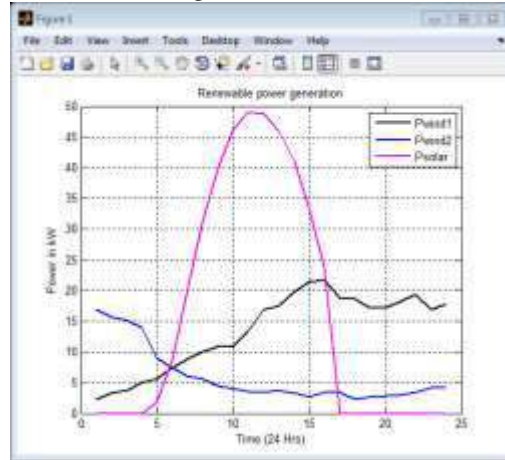 Figure 1
File Edit View Insert Tools Desktop Window Help
Renewable power generation
Pwind1
Pwind2
Psolar
50
45
40
35
30
25
20
15
10
5
0
Power in kW
0 5 10 15 20 25
Time (24 Hrs)